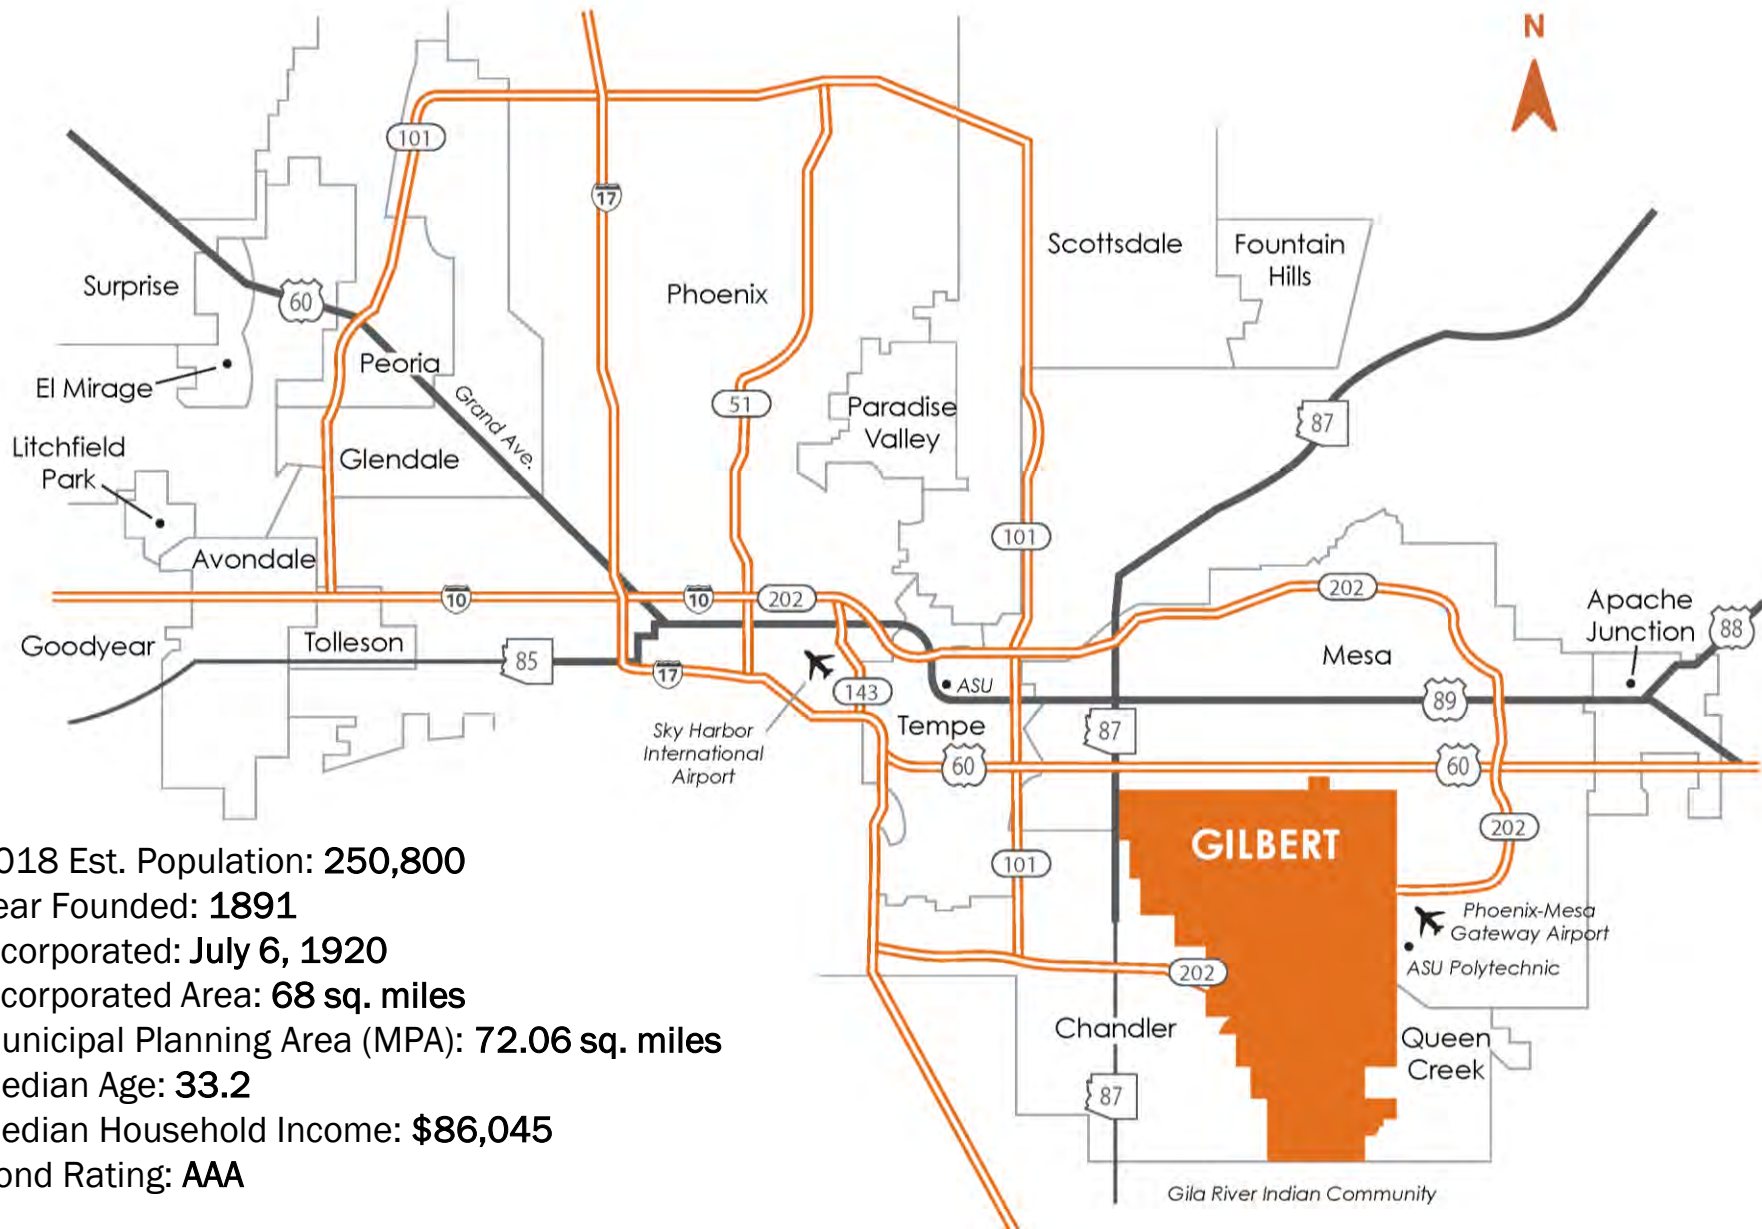 N
101
17
Scottsdale
Fountain
Hills
Surprise
60
Phoenix
Peoria
El Mirage
Grand Ave.
51
Paradise
Valley
87
Litchfield
Park
Glendale
101
Avondale
10
10
202
202
Apache
Junction
88
Goodyear
Tolleson
85
17
Mesa
143
ASU
89
Sky Harbor
International
Airport
Tempe
87
60
60
202
GILBERT
101
Phoenix-Mesa
Gateway Airport
ASU Polytechnic
202
Chandler
Queen
Creek
87
Gila River Indian Community
018 Est. Population: 250,800
ear Founded: 1891
corporated: July 6, 1920
corporated Area: 68 sq. miles
unicipal Planning Area (MPA): 72.06 sq. miles
edian Age: 33.2
edian Household Income: $86,045
ond Rating: AAA